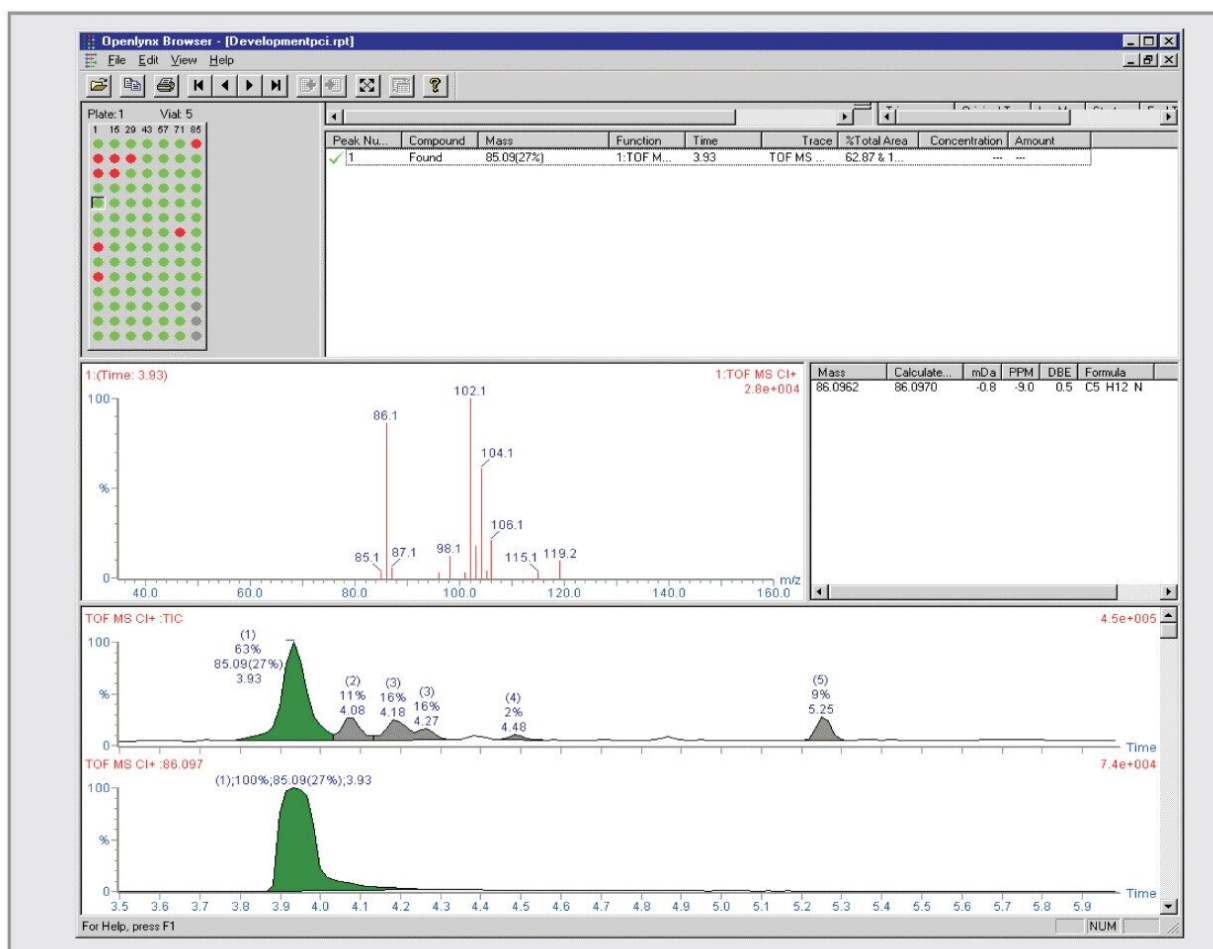 Openlynx Browser - [Developmentpci.rpt]
File Edit View Help
Plate:1 Vial: 5
1 15 29 43 57 71 85
Peak Nu... Compound Mass Function Time Trace %Total Area Concentration Amount
1 Found 85.09(27%) 1:TOF M... 3.93 TOF MS ... 62.87 & 1... --- ---
1:(Time: 3.93)
1:TOF MS CI+
2.8e+004
100
%
0
86.1
102.1
104.1
106.1
85.1
87.1
98.1
115.1
119.2
m/z
40.0 60.0 80.0 100.0 120.0 140.0 160.0
Mass Calculate... mDa PPM DBE Formula
86.0962 86.0970 -0.8 -9.0 0.5 C5 H12 N
TOF MS CI+ :TIC
4.5e+005
100
%
0
(1)
63%
85.09(27%)
3.93
(2)
11%
4.08
(3)
16%
4.18
(3)
16%
4.27
(4)
2%
4.48
(5)
9%
5.25
Time
TOF MS CI+ :86.097
7.4e+004
(1);100%;85.09(27%);3.93
100
%
0
Time
3.5 3.6 3.7 3.8 3.9 4.0 4.1 4.2 4.3 4.4 4.5 4.6 4.7 4.8 4.9 5.0 5.1 5.2 5.3 5.4 5.5 5.6 5.7 5.8 5.9
For Help, press F1
NUM